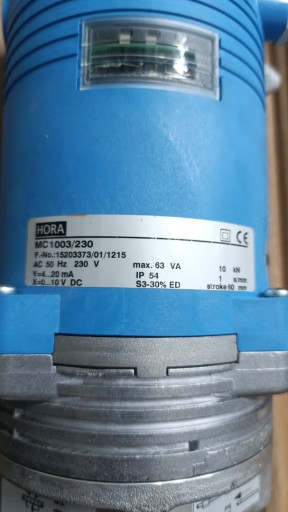 HORA
MC1003/230
F.-No.:15203373/01/1215
AC 50 Hz 230 V max. 63 VA 10 kN
Y=4...20 mA IP 54 1 s/mm
X=0...10 V DC S3-30% ED stroke 60 mm
CE